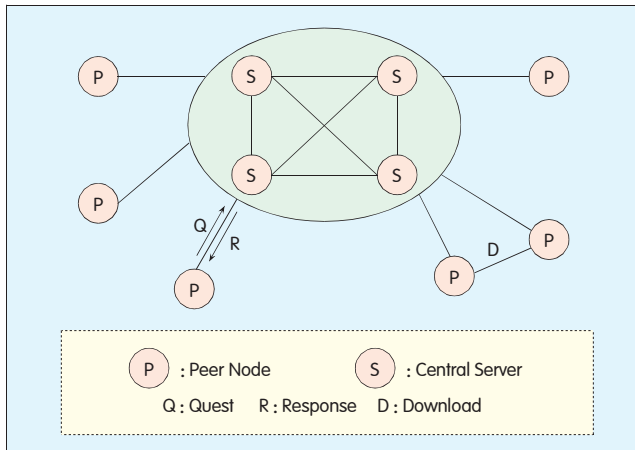 P S S P
P S S
Q
R
D
P
P
P
P : Peer Node S : Central Server
Q : Quest R : Response D : Download